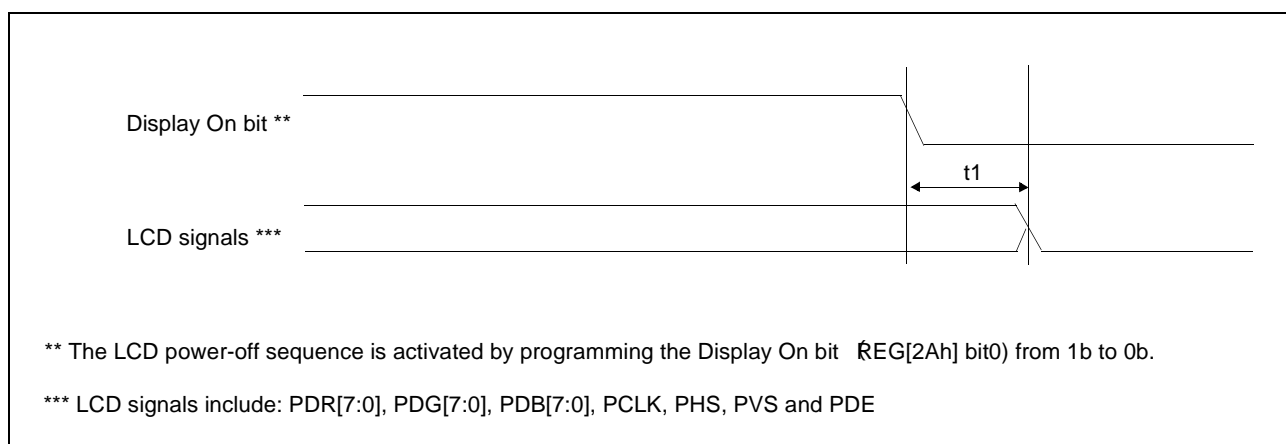 Display On bit **
t1
LCD signals ***
** The LCD power-off sequence is activated by programming the Display On bit (REG[2Ah] bit0) from 1b to 0b.
*** LCD signals include: PDR[7:0], PDG[7:0], PDB[7:0], PCLK, PHS, PVS and PDE